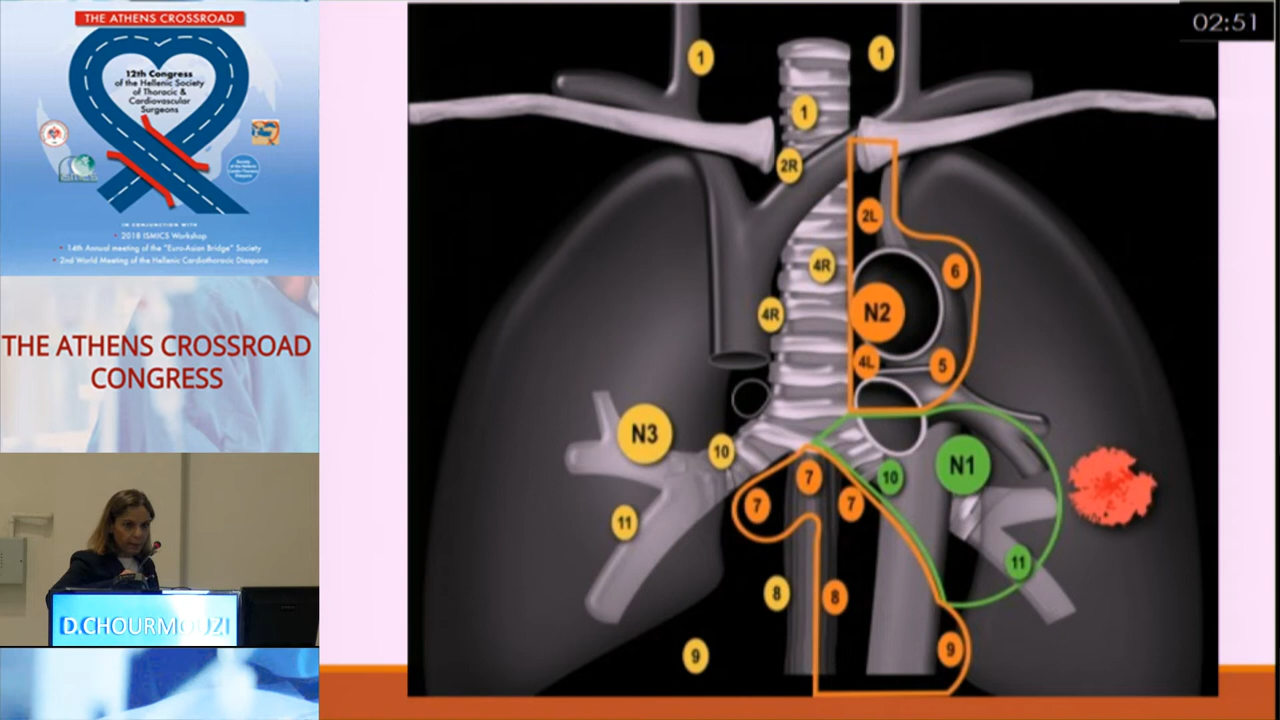 THE ATHENS CROSSROAD
12th Congress
of the Hellenic Society
of Thoracic &
Cardiovascular
Surgeons
IN CONJUNCTION WITH
• 2018 ISMICS Workshop
• 14th Annual meeting of the "Euro-Asian Bridge" Society
• 2nd World Meeting of the Hellenic Cardiothoracic Diaspora
THE ATHENS CROSSROAD
CONGRESS
D.CHOURMOUZI
02:51
1
1
1
2R
2L
4R
6
4R
N2
4L
5
N3
10
N1
10
7
7
7
11
11
8
8
9
9